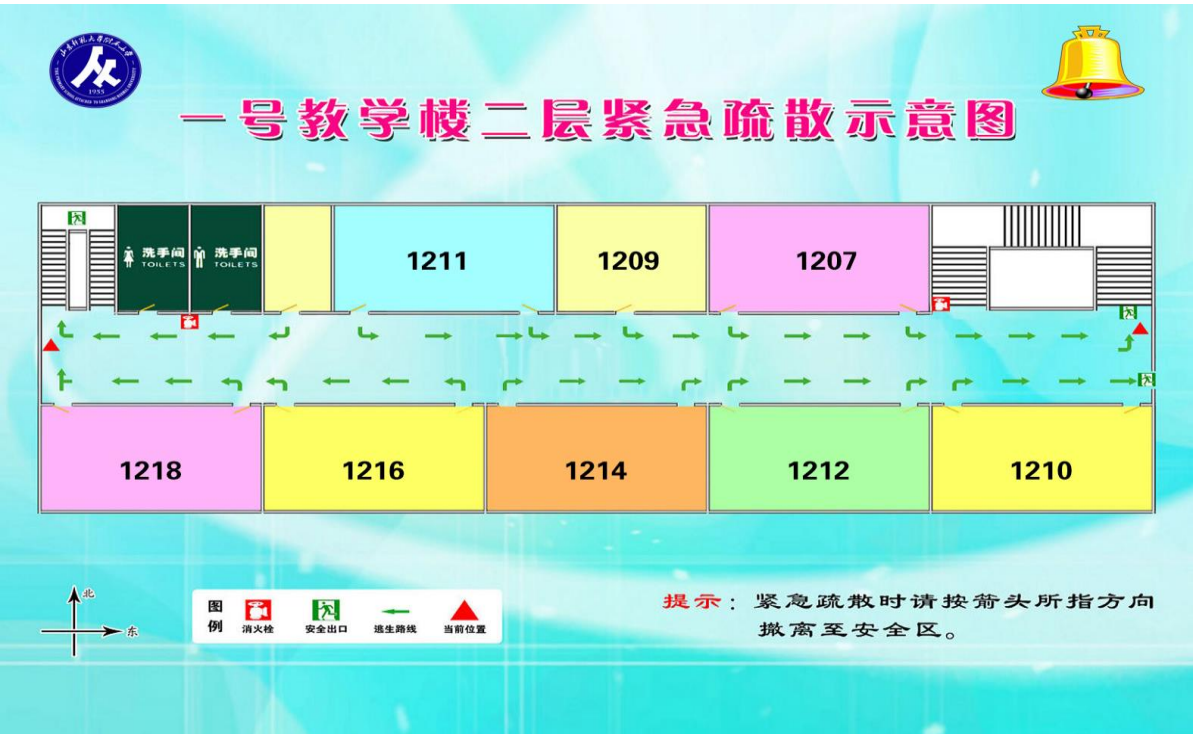 1955
一号教学楼二层紧急疏散示意图
洗手间
TOILETS
洗手间
TOILETS
1211
1209
1207
1218
1216
1214
1212
1210
北
东
图例
消火栓
安全出口
逃生路线
当前位置
提示：紧急疏散时请按箭头所指方向
撤离至安全区。